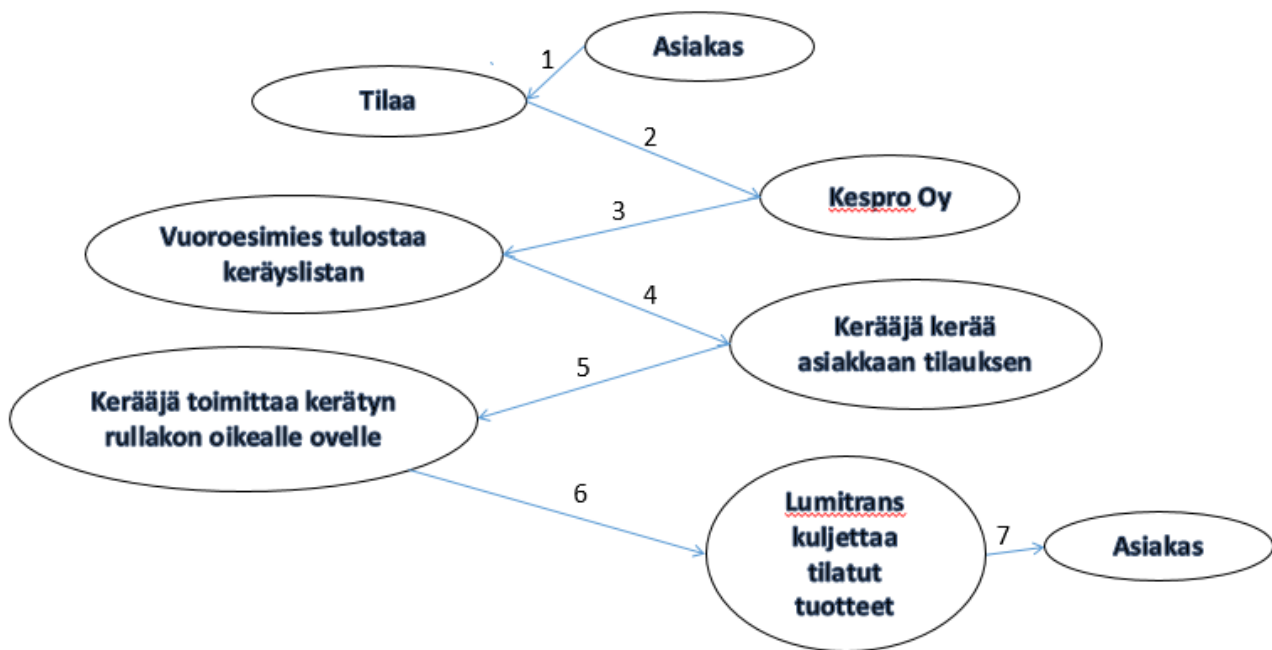 Asiakas
1
Tilaa
2
Kespro Oy
3
Vuoroesimies tulostaa
keräyslistan
4
Kerääjä kerää
asiakkaan tilauksen
5
Kerääjä toimittaa kerätyn
rullakon oikealle ovelle
6
Lumitrans
kuljettaa
tilatut
tuotteet
7
Asiakas